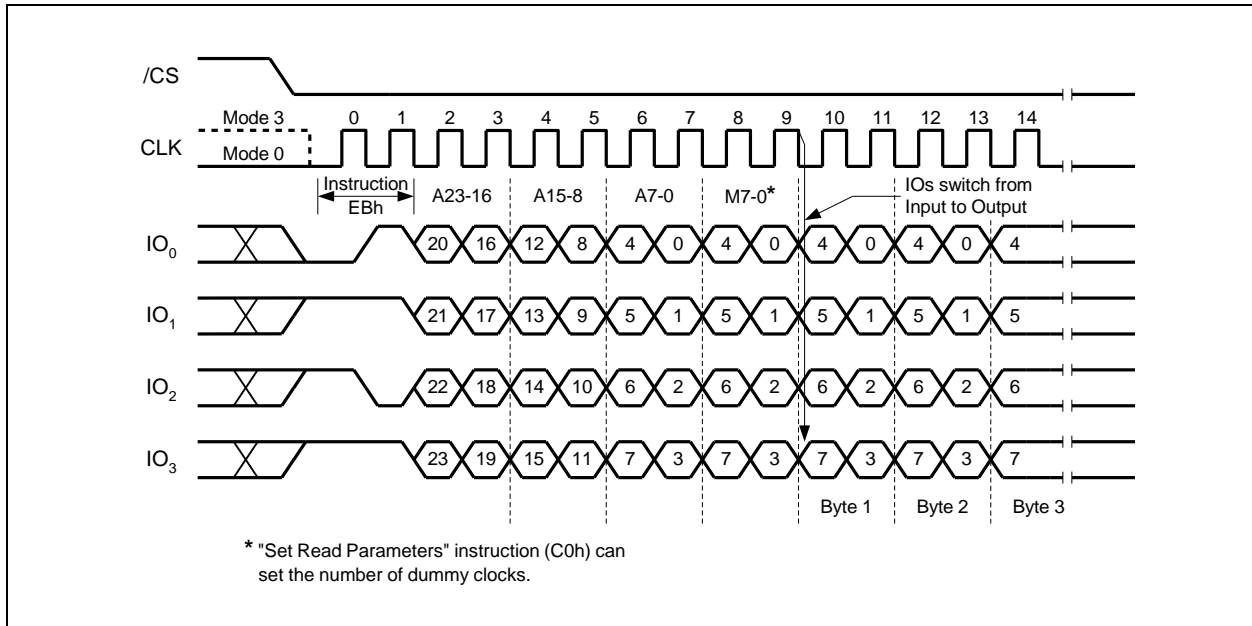 /CS
Mode 3 0 1 2 3 4 5 6 7 8 9 10 11 12 13 14
CLK
Mode 0
Instruction
EBh
A23-16 A15-8 A7-0 M7-0*
IOs switch from
Input to Output
IO0 20 16 12 8 4 0 4 0 4 0 4 0 4
IO1 21 17 13 9 5 1 5 1 5 1 5 1 5
IO2 22 18 14 10 6 2 6 2 6 2 6 2 6
IO3 23 19 15 11 7 3 7 3 7 3 7 3 7
Byte 1 Byte 2 Byte 3
* "Set Read Parameters" instruction (C0h) can
set the number of dummy clocks.